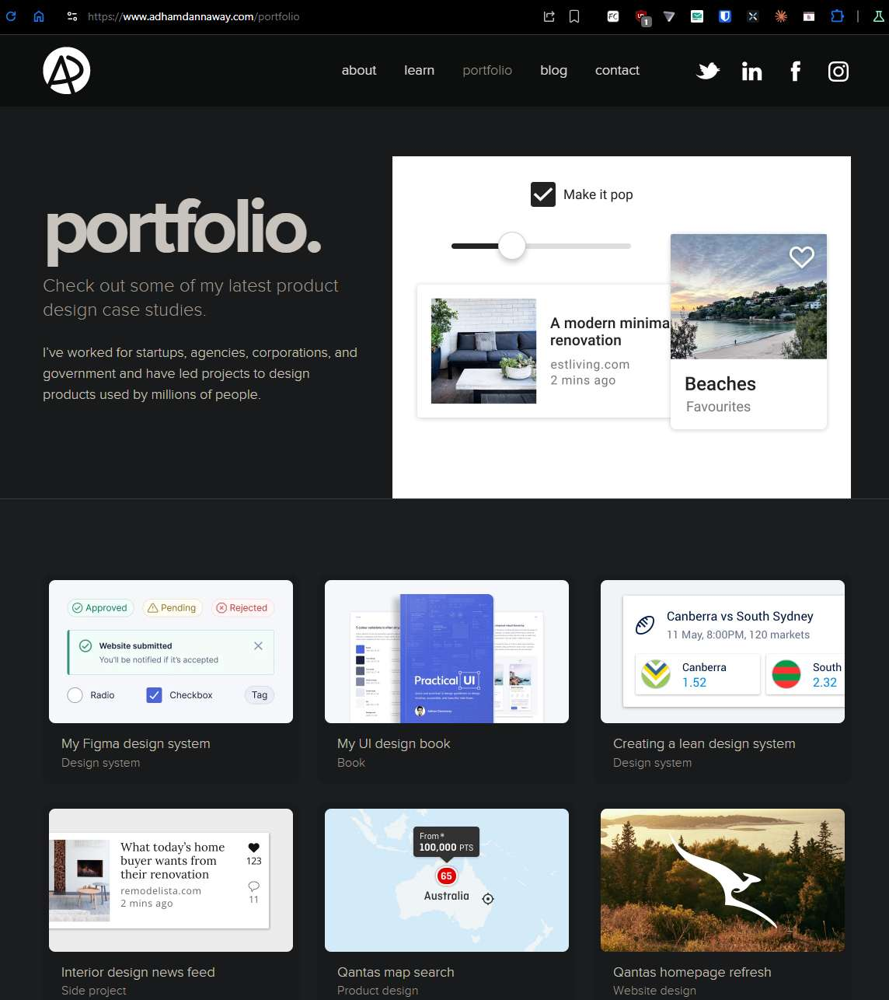 https://www.adhamdannaway.com/portfolio
1
about
learn
portfolio
blog
contact
portfolio.
Check out some of my latest product
design case studies.
I've worked for startups, agencies, corporations, and
government and have led projects to design
products used by millions of people.
Make it pop
A modern minima
renovation
estliving.com
2 mins ago
Beaches
Favourites
Approved
Pending
Rejected
Website submitted
You'll be notified if it's accepted
Radio
Checkbox
Tag
My Figma design system
Design system
Practical UI
My UI design book
Book
Canberra vs South Sydney
11 May, 8:00PM, 120 markets
Canberra
1.52
South
2.32
Creating a lean design system
Design system
What today's home
buyer wants from
their renovation
remodelista.com
2 mins ago
123
11
Interior design news feed
Side project
From*
100,000 PTS
65
Australia
Qantas map search
Product design
Qantas homepage refresh
Website design